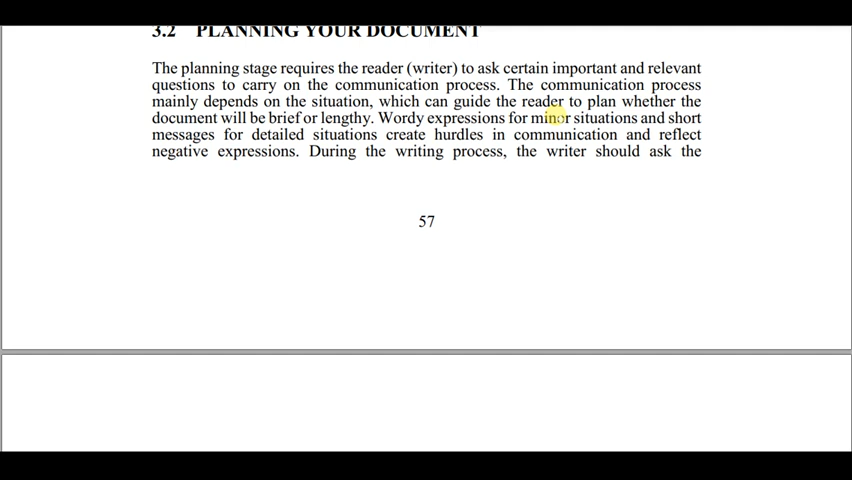 3.2 PLANNING YOUR DOCUMENT
The planning stage requires the reader (writer) to ask certain important and relevant
questions to carry on the communication process. The communication process
mainly depends on the situation, which can guide the reader to plan whether the
document will be brief or lengthy. Wordy expressions for minor situations and short
messages for detailed situations create hurdles in communication and reflect
negative expressions. During the writing process, the writer should ask the
57